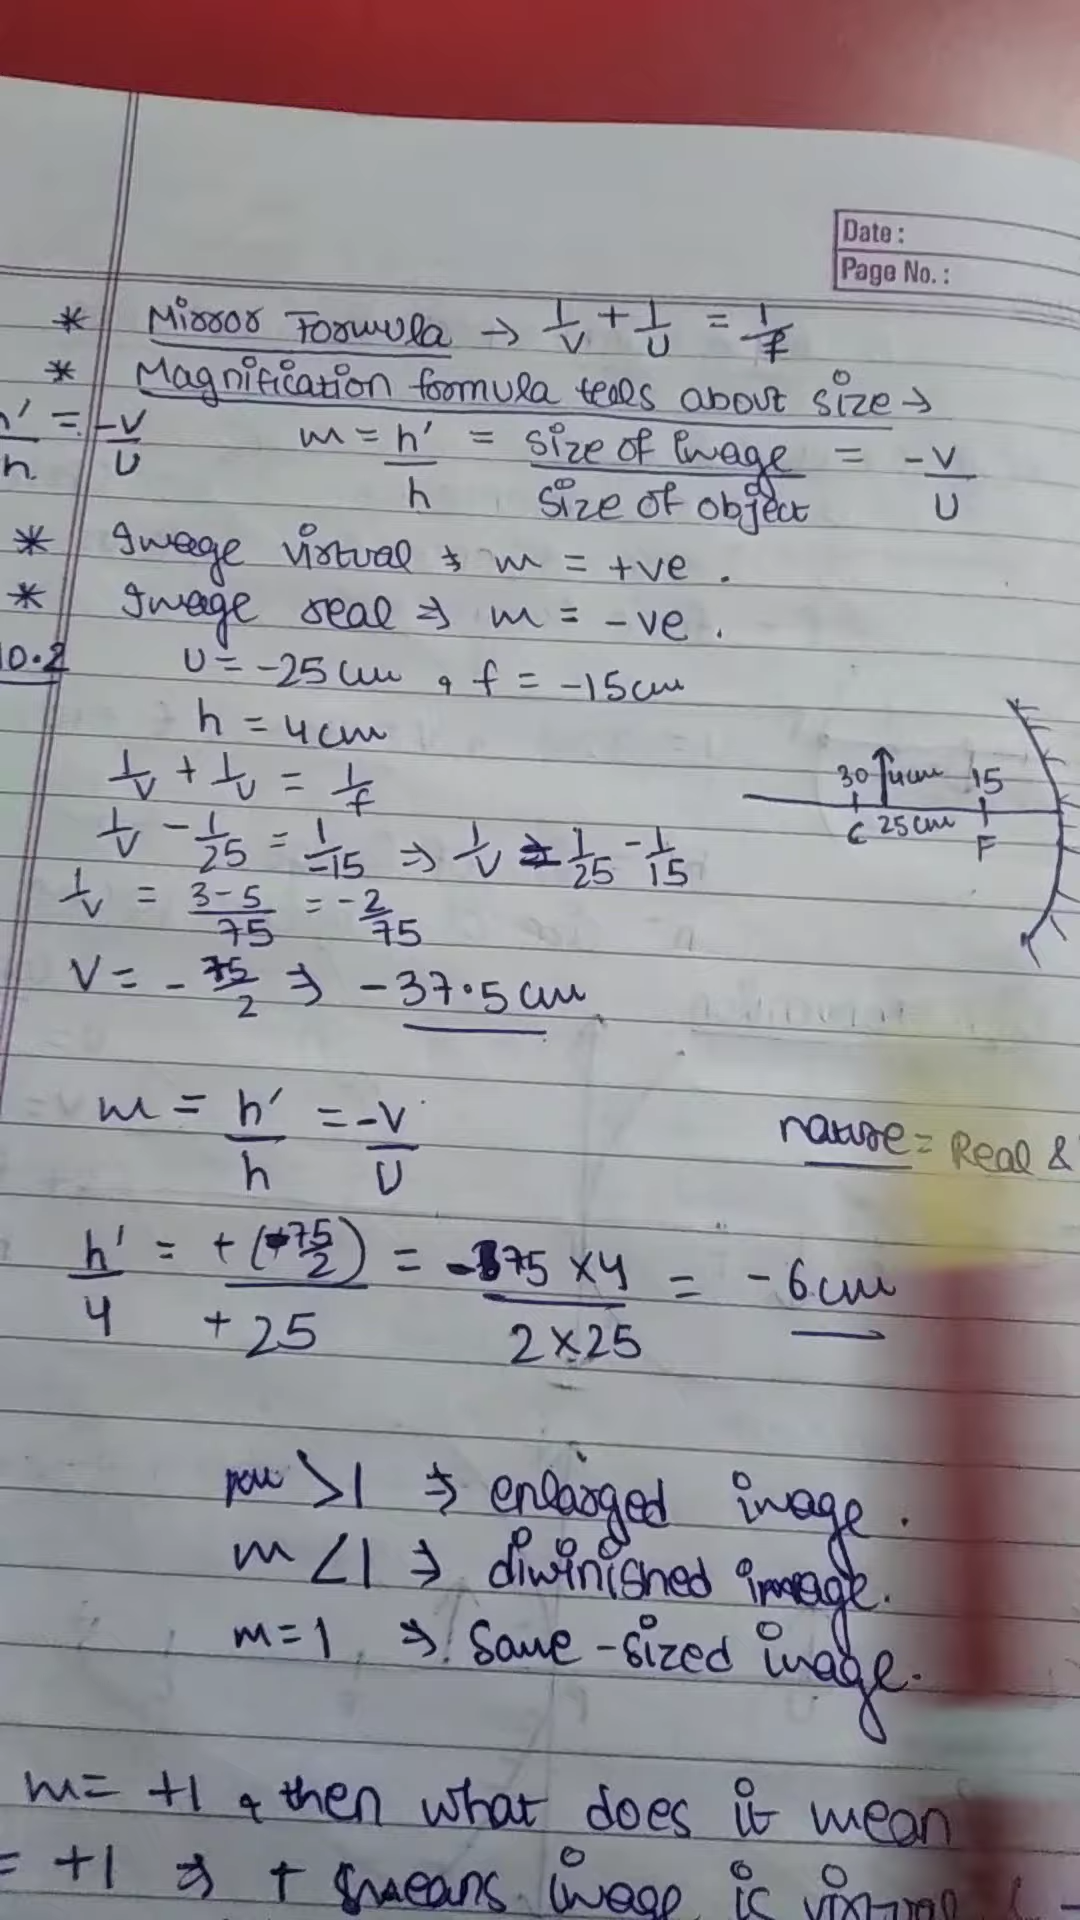 Date :
Page No. :
* Mirror Formula → 1/v + 1/u = 1/f
* Magnification formula tells about size →
h'/h = -v/u
m = h'/h = size of Image/size of object = -v/u
* Image virtual ⇒ m = +ve .
* Image real ⇒ m = -ve .
10.2 u = -25 cm , f = -15 cm
h = 4 cm
1/v + 1/u = 1/f
30 4cm 15
C 25cm F
1/v - 1/25 = 1/-15 ⇒ 1/v = 1/25 - 1/15
1/v = 3-5/75 = -2/75
V = - 75/2 ⇒ -37.5 cm
m = h'/h = -v/u
nature = Real &
h'/4 = +(-75/2)/+25 = -75 x 4/2 x 25 = -6 cm
>1 ⇒ enlarged image .
m <1 ⇒ diminished image.
m = 1 ⇒ Same-sized image.
m = +1 , then what does it mean
= +1 ⇒ + means image is virtual